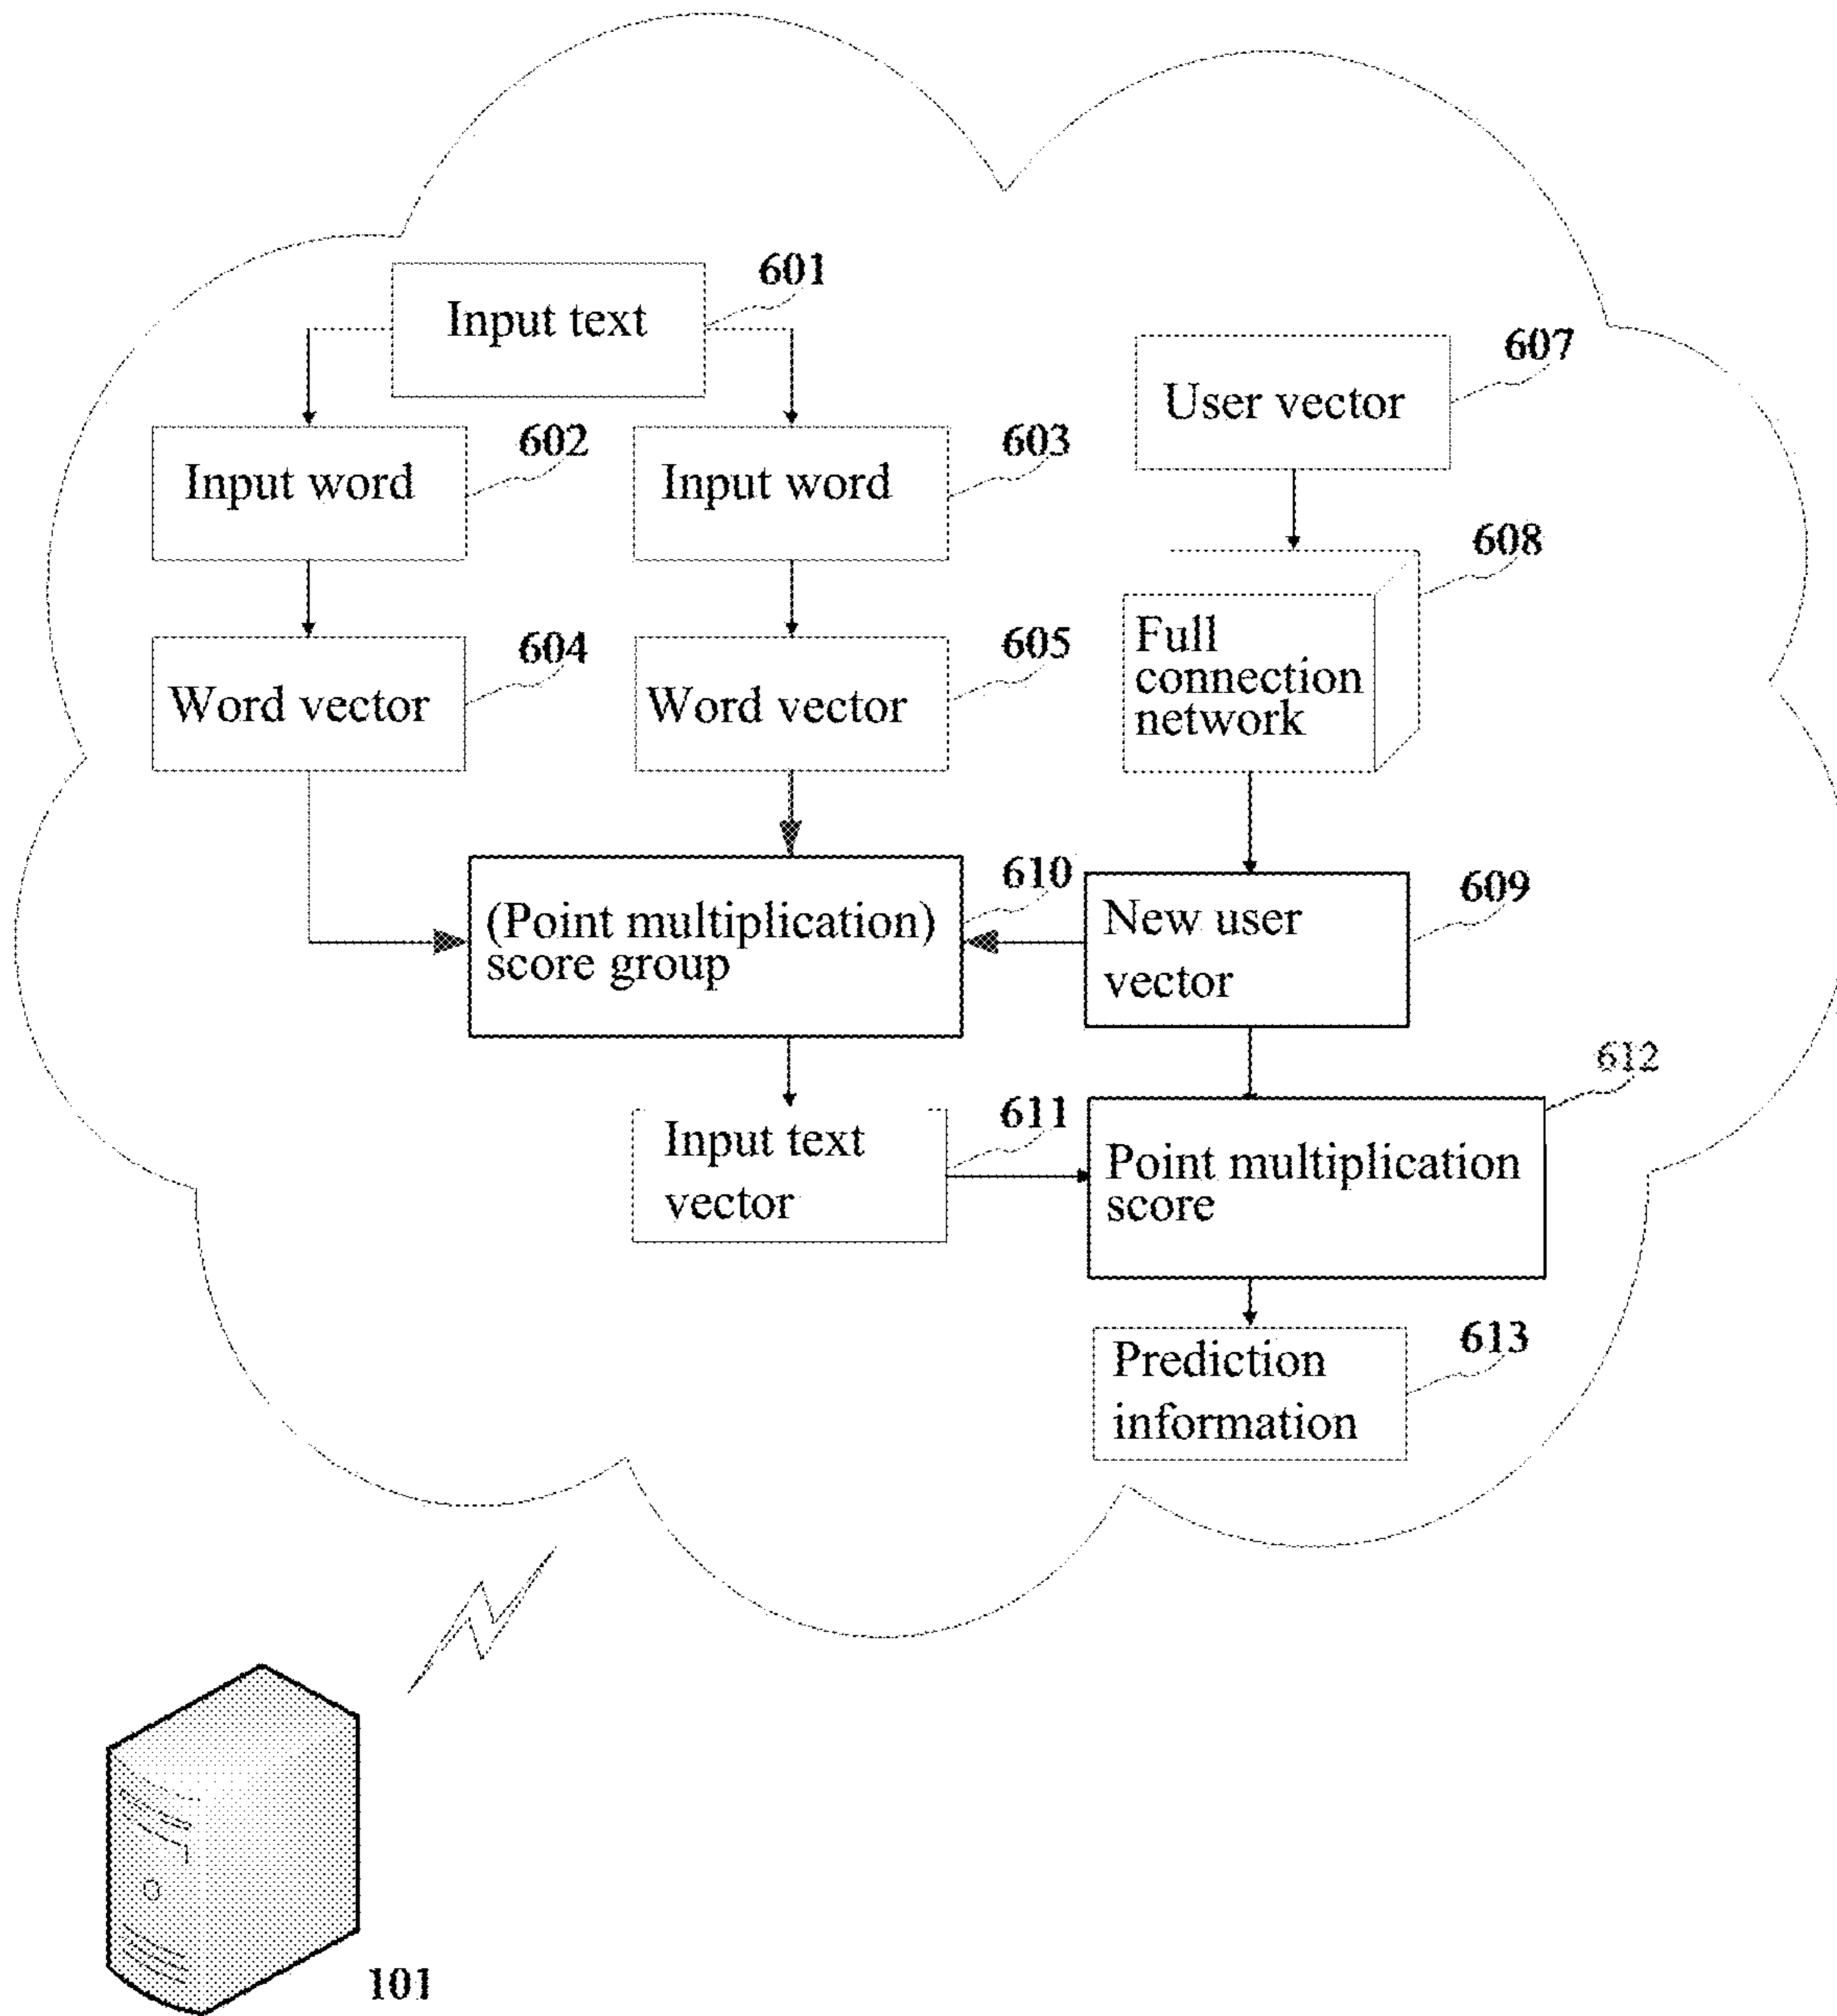 601
Input text
607
User vector
602
603
Input word
Input word
608
604
605
Full
connection
network
Word vector
Word vector
610
609
(Point multiplication)
score group
New user
vector
612
611
Input text
vector
Point multiplication
score
613
Prediction
information
101